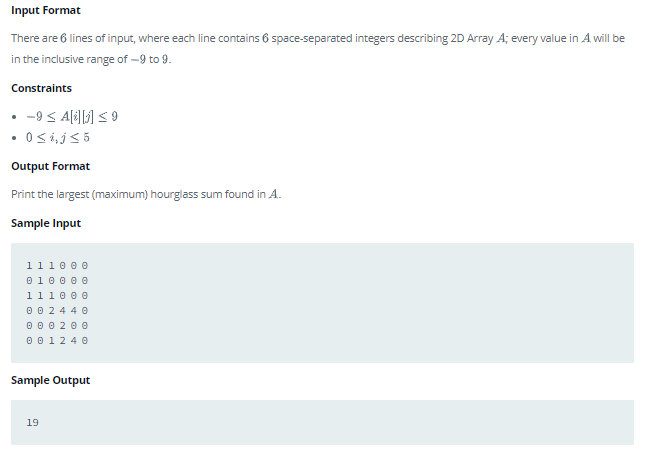 Input Format
There are 6 lines of input, where each line contains 6 space-separated integers describing 2D Array A; every value in A will be
in the inclusive range of −9 to 9.
Constraints
• −9 ≤ A[i][j] ≤ 9
• 0 ≤ i, j ≤ 5
Output Format
Print the largest (maximum) hourglass sum found in A.
Sample Input
1 1 1 0 0 0
0 1 0 0 0 0
1 1 1 0 0 0
0 0 2 4 4 0
0 0 0 2 0 0
0 0 1 2 4 0
Sample Output
19